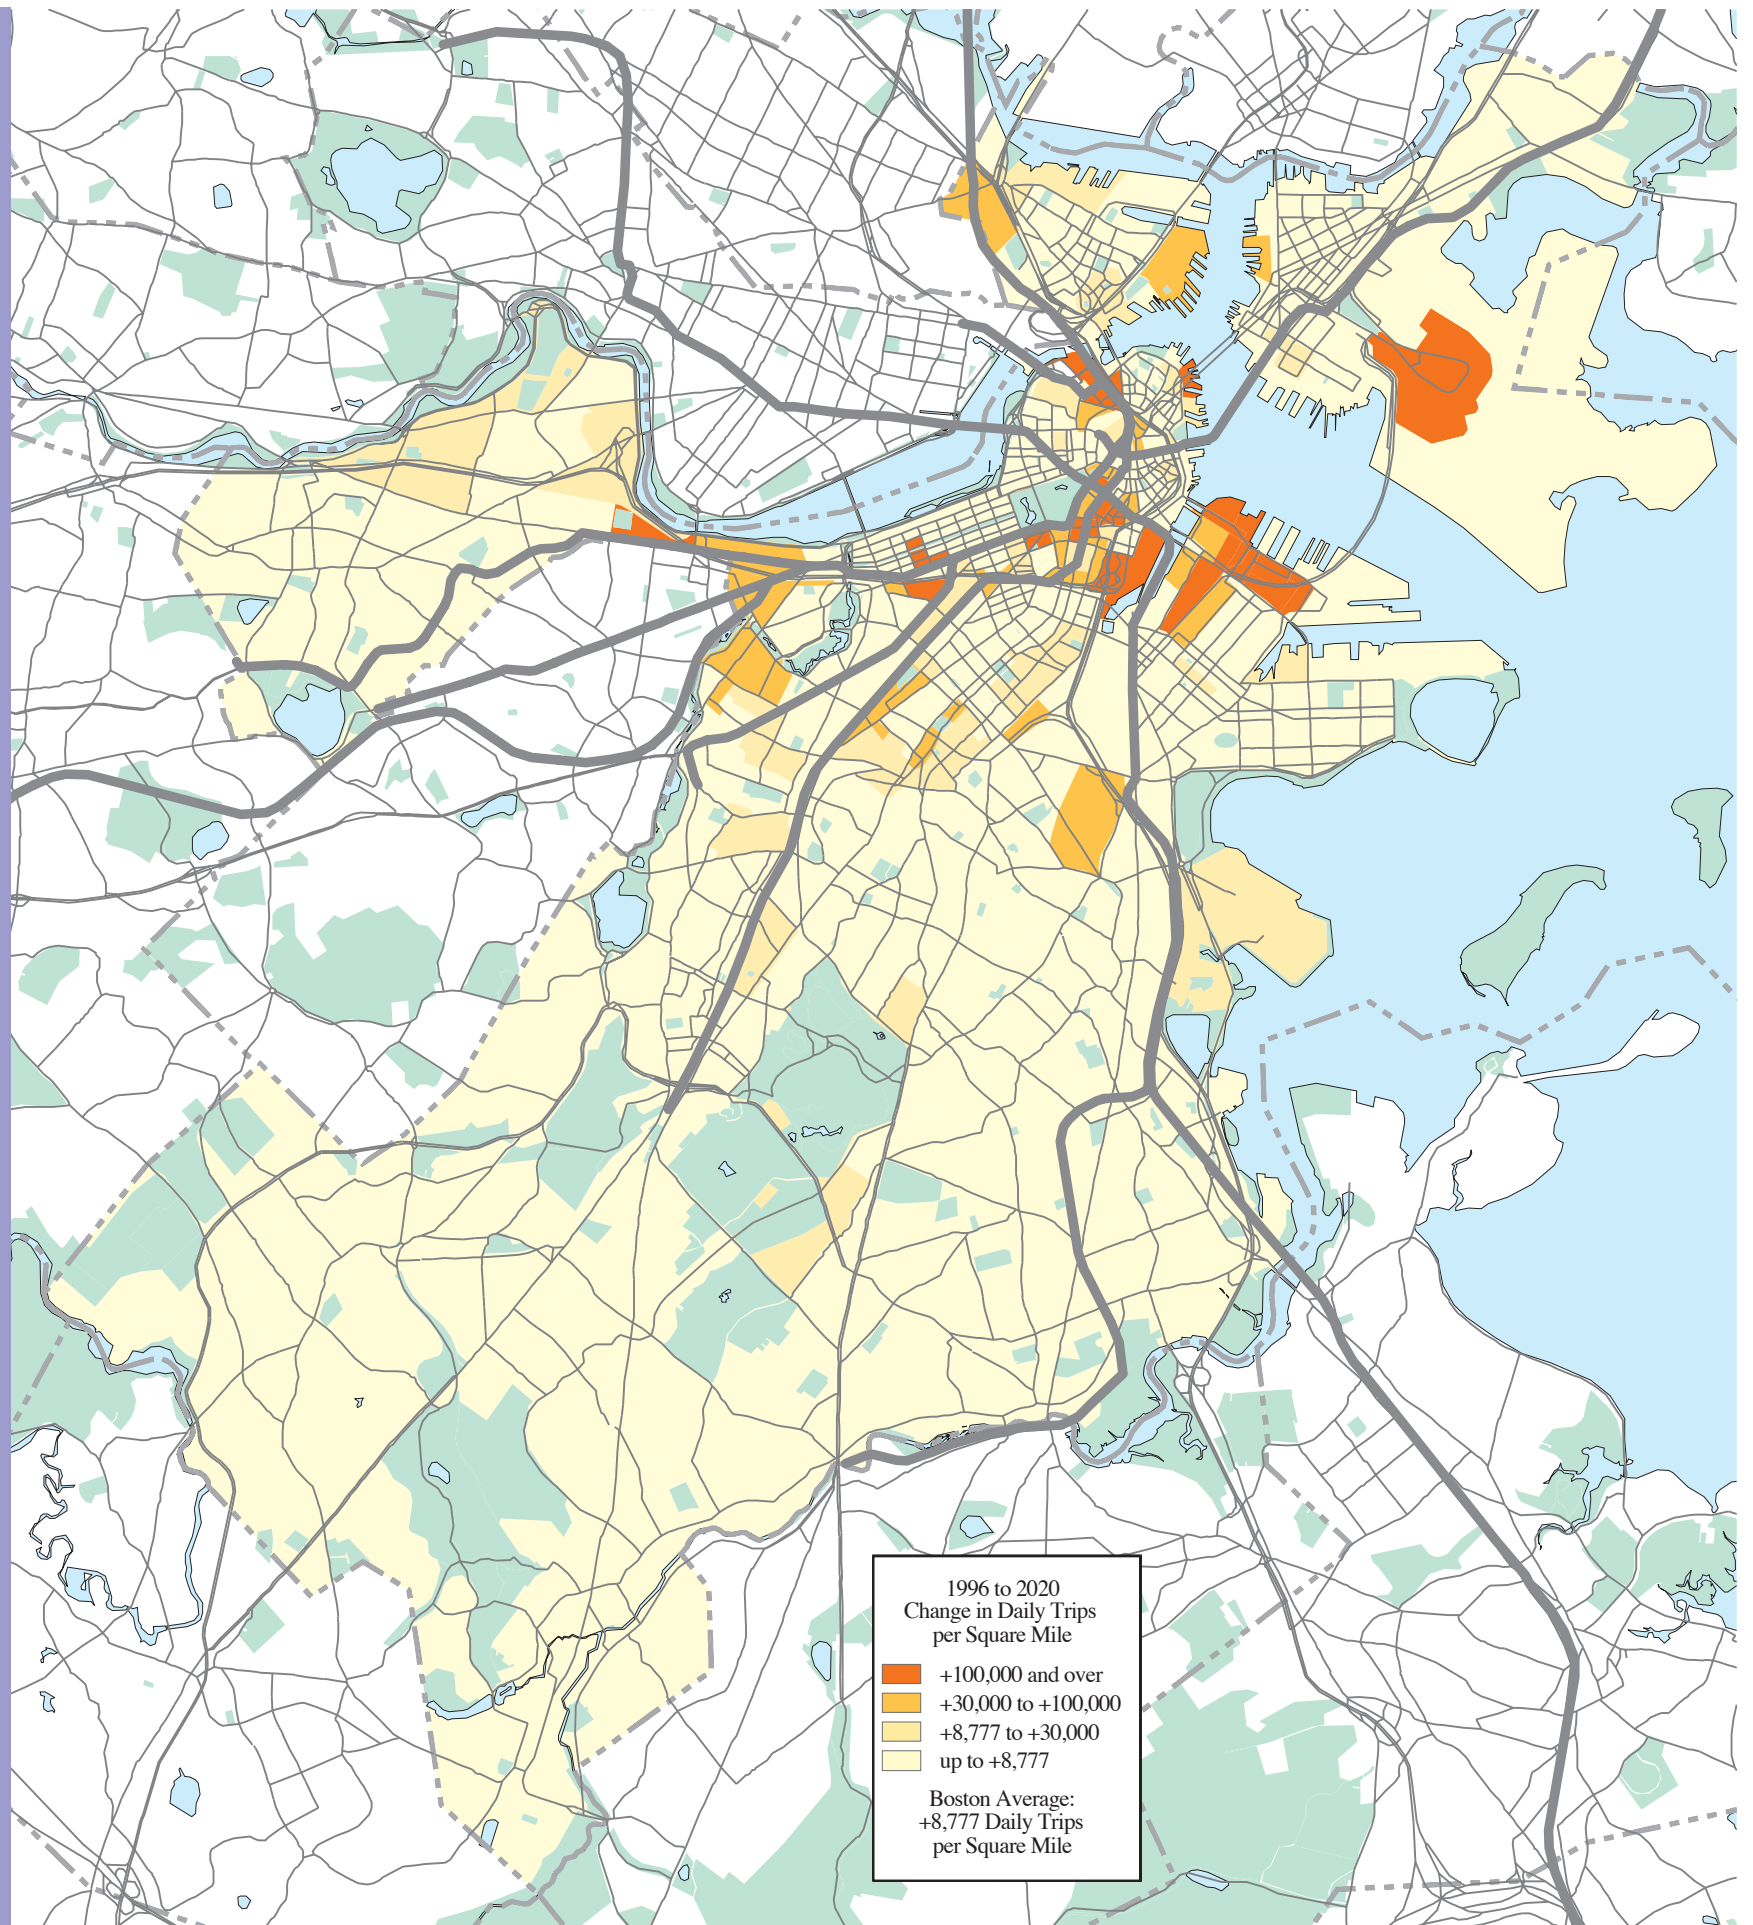 1996 to 2020
Change in Daily Trips
per Square Mile
+100,000 and over
+30,000 to +100,000
+8,777 to +30,000
up to +8,777
Boston Average:
+8,777 Daily Trips
per Square Mile